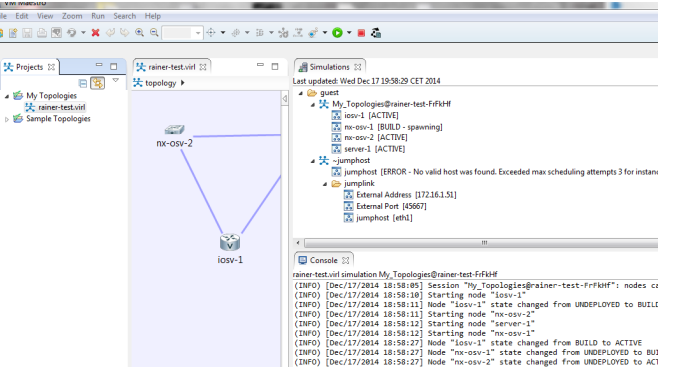 VM Maestro
File Edit View Zoom Run Search Help
Projects
My Topologies
rainer-test.virl
Sample Topologies
rainer-test.virl
topology
nx-osv-2
iosv-1
Simulations
Last updated: Wed Dec 17 19:58:29 CET 2014
guest
My_Topologies@rainer-test-FrFkHf
iosv-1 [ACTIVE]
nx-osv-1 [BUILD - spawning]
nx-osv-2 [ACTIVE]
server-1 [ACTIVE]
~jumphost
jumphost [ERROR - No valid host was found. Exceeded max scheduling attempts 3 for instanc
jumplink
External Address [172.16.1.51]
External Port [45667]
jumphost [eth1]
Console
rainer-test.virl simulation My_Topologies@rainer-test-FrFkHf
(INFO) [Dec/17/2014 18:58:05] Session "My_Topologies@rainer-test-FrFkHf": nodes ca
(INFO) [Dec/17/2014 18:58:10] Starting node "iosv-1"
(INFO) [Dec/17/2014 18:58:11] Node "iosv-1" state changed from UNDEPLOYED to BUILD
(INFO) [Dec/17/2014 18:58:11] Starting node "nx-osv-2"
(INFO) [Dec/17/2014 18:58:12] Starting node "server-1"
(INFO) [Dec/17/2014 18:58:12] Starting node "nx-osv-1"
(INFO) [Dec/17/2014 18:58:27] Node "iosv-1" state changed from BUILD to ACTIVE
(INFO) [Dec/17/2014 18:58:27] Node "nx-osv-1" state changed from UNDEPLOYED to BUI
(INFO) [Dec/17/2014 18:58:27] Node "nx-osv-2" state changed from UNDEPLOYED to ACT